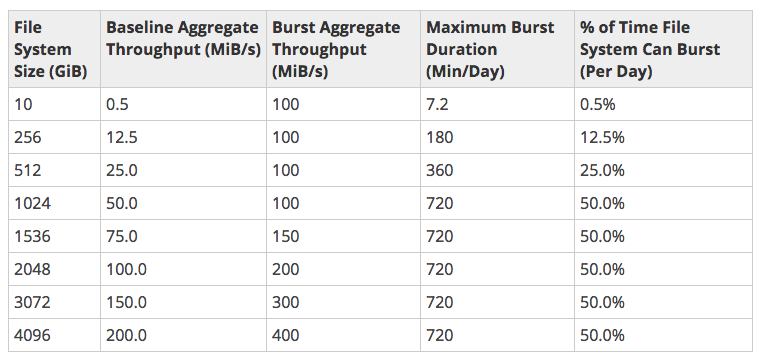 File System Size (GiB) Baseline Aggregate Throughput (MiB/s) Burst Aggregate Throughput (MiB/s) Maximum Burst Duration (Min/Day) % of Time File System Can Burst (Per Day)
10 0.5 100 7.2 0.5%
256 12.5 100 180 12.5%
512 25.0 100 360 25.0%
1024 50.0 100 720 50.0%
1536 75.0 150 720 50.0%
2048 100.0 200 720 50.0%
3072 150.0 300 720 50.0%
4096 200.0 400 720 50.0%